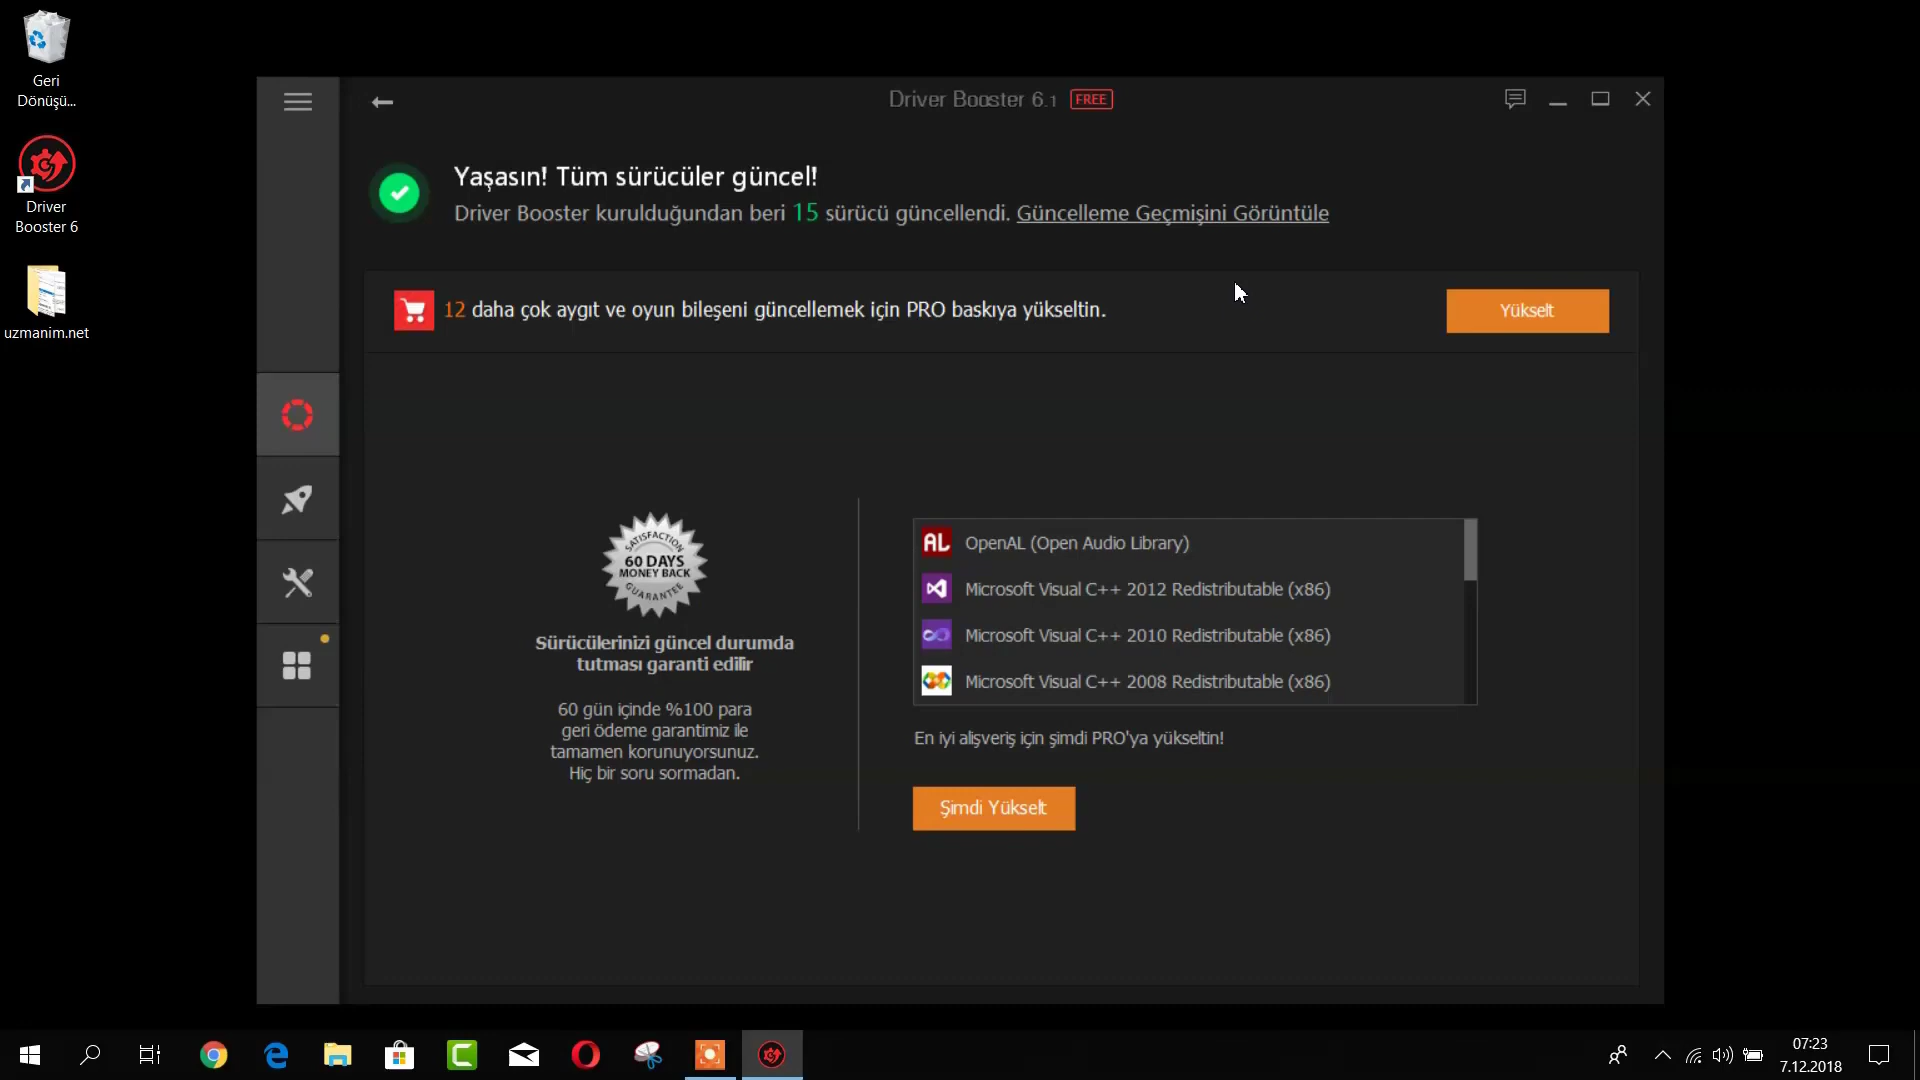 Geri
Dönüşü...
Driver
Booster 6
uzmanim.net
Driver Booster 6.1 FREE
Yaşasın! Tüm sürücüler güncel!
Driver Booster kurulduğundan beri 15 sürücü güncellendi. Güncelleme Geçmişini Görüntüle
12 daha çok aygıt ve oyun bileşeni güncellemek için PRO baskıya yükseltin.
Yükselt
SATISFACTION
60 DAYS
MONEY BACK
GUARANTEE
Sürücülerinizi güncel durumda
tutması garanti edilir
60 gün içinde %100 para
geri ödeme garantimiz ile
tamamen korunuyorsunuz.
Hiç bir soru sormadan.
AL OpenAL (Open Audio Library)
Microsoft Visual C++ 2012 Redistributable (x86)
Microsoft Visual C++ 2010 Redistributable (x86)
Microsoft Visual C++ 2008 Redistributable (x86)
En iyi alışveriş için şimdi PRO'ya yükseltin!
Şimdi Yükselt
07:23
7.12.2018